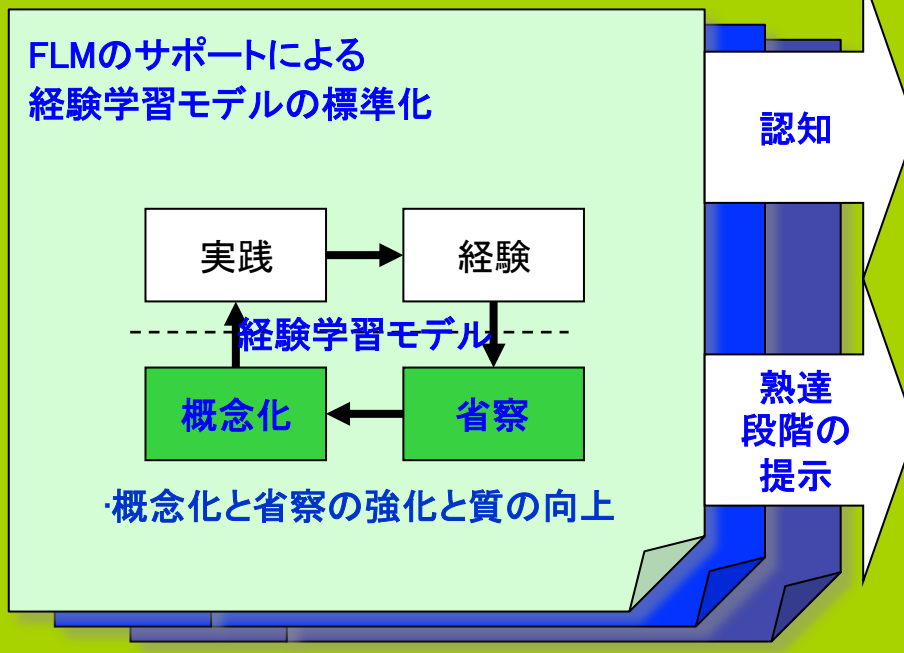 FLMのサポートによる
経験学習モデルの標準化
認知
実践
経験
経験学習モデル
概念化
省察
熟達
段階の
提示
·概念化と省察の強化と質の向上